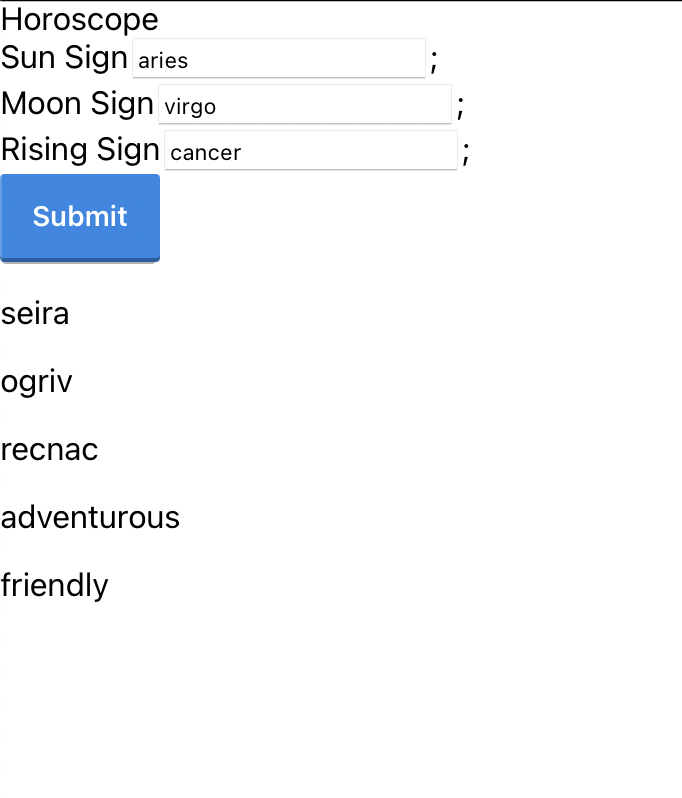 Horoscope
Sun Sign aries ;
Moon Sign virgo ;
Rising Sign cancer ;
Submit
seira
ogriv
recnac
adventurous
friendly